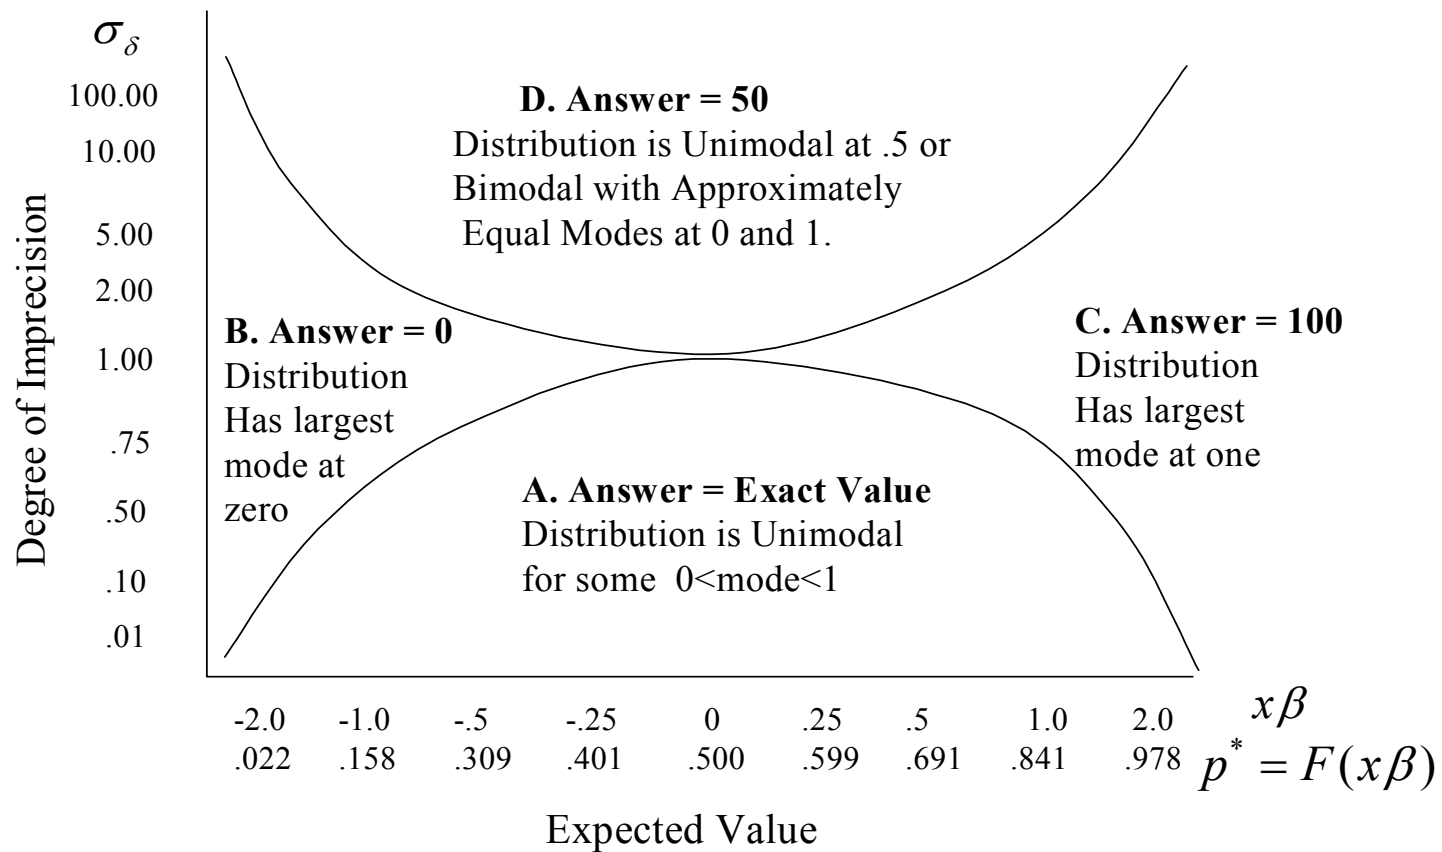 σ_δ
100.00
10.00
5.00
2.00
1.00
.75
.50
.10
.01
Degree of Imprecision
D. Answer = 50
Distribution is Unimodal at .5 or
Bimodal with Approximately
Equal Modes at 0 and 1.
B. Answer = 0
Distribution
Has largest
mode at
zero
C. Answer = 100
Distribution
Has largest
mode at one
A. Answer = Exact Value
Distribution is Unimodal
for some 0<mode<1
-2.0 -1.0 -.5 -.25 0 .25 .5 1.0 2.0 xβ
.022 .158 .309 .401 .500 .599 .691 .841 .978 p* = F(xβ)
Expected Value